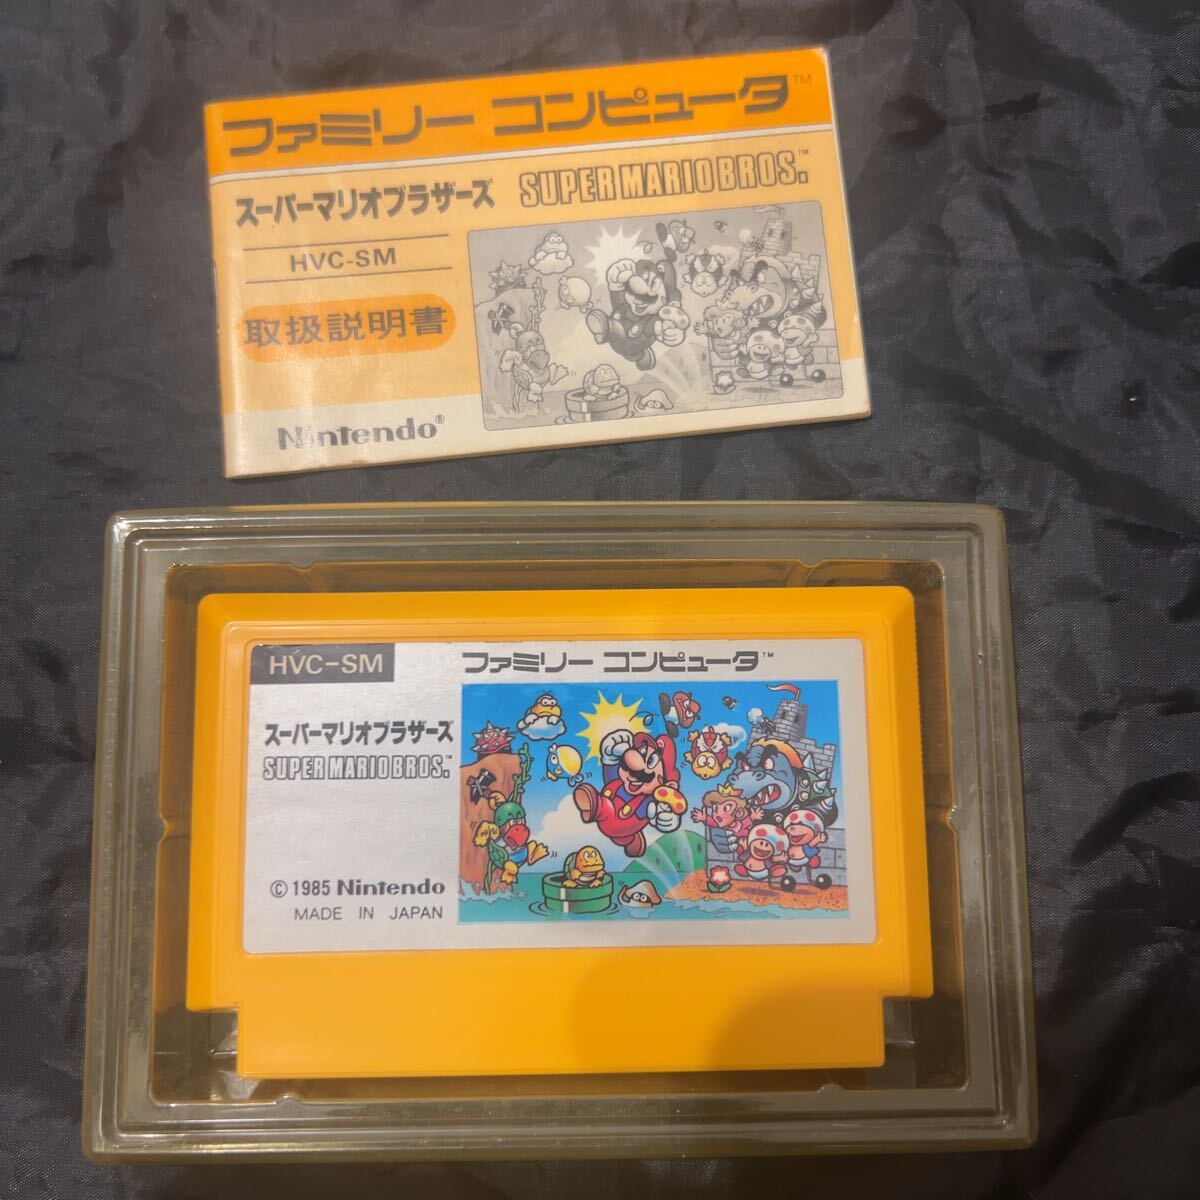 ファミリー コンピュータ™
スーパーマリオブラザーズ SUPER MARIO BROS.™
HVC-SM
取扱説明書
Nintendo®
HVC-SM
ファミリー コンピュータ™
スーパーマリオブラザーズ
SUPER MARIO BROS.™
© 1985 Nintendo
MADE IN JAPAN